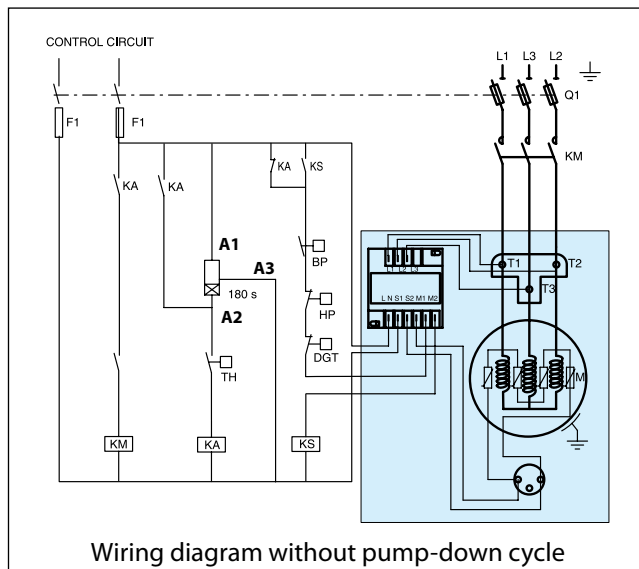 CONTROL CIRCUIT
L1 L3 L2
Q1
F1 F1
KM
KA KA KA KS
A1
A3
180 s
A2
BP
HP
DGT
TH
L1 L2 L3
L N S1 S2 M1 M2
T1 T2
T3
M
KM KA KS
Wiring diagram without pump-down cycle